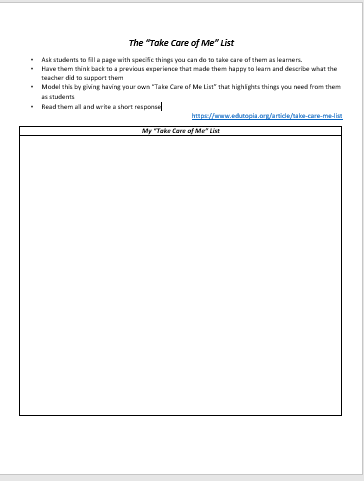 The “Take Care of Me” List
• Ask students to fill a page with specific things you can do to take care of them as learners.
• Have them think back to a previous experience that made them happy to learn and describe what the
teacher did to support them
• Model this by giving having your own “Take Care of Me List” that highlights things you need from them
as students
• Read them all and write a short response
https://www.edutopia.org/article/take-care-me-list
My “Take Care of Me” List